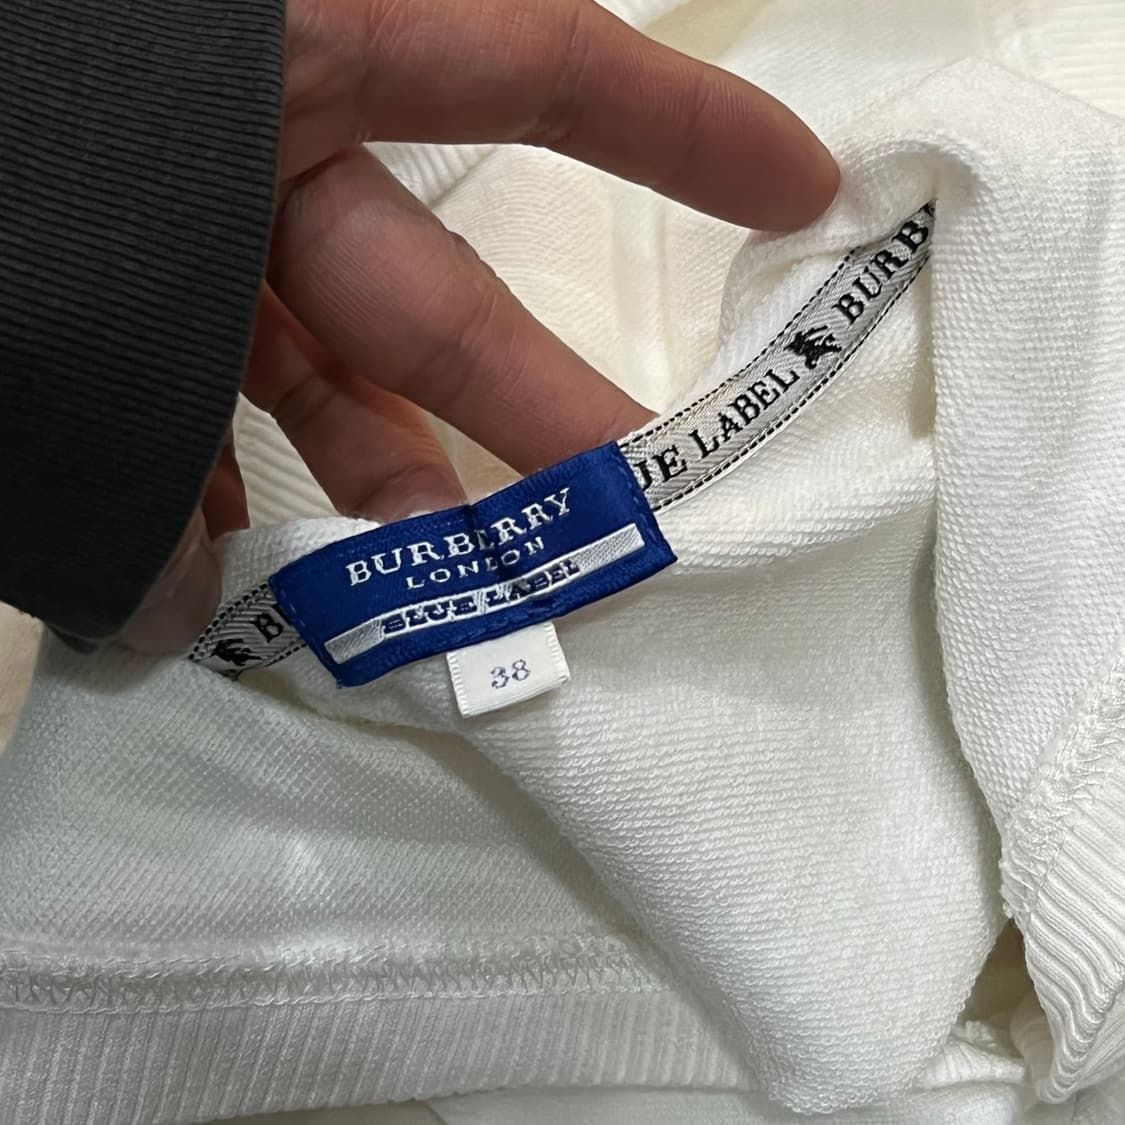 BURBERRY
LONDON
BLUE LABEL
38
UE LABEL BURB
B